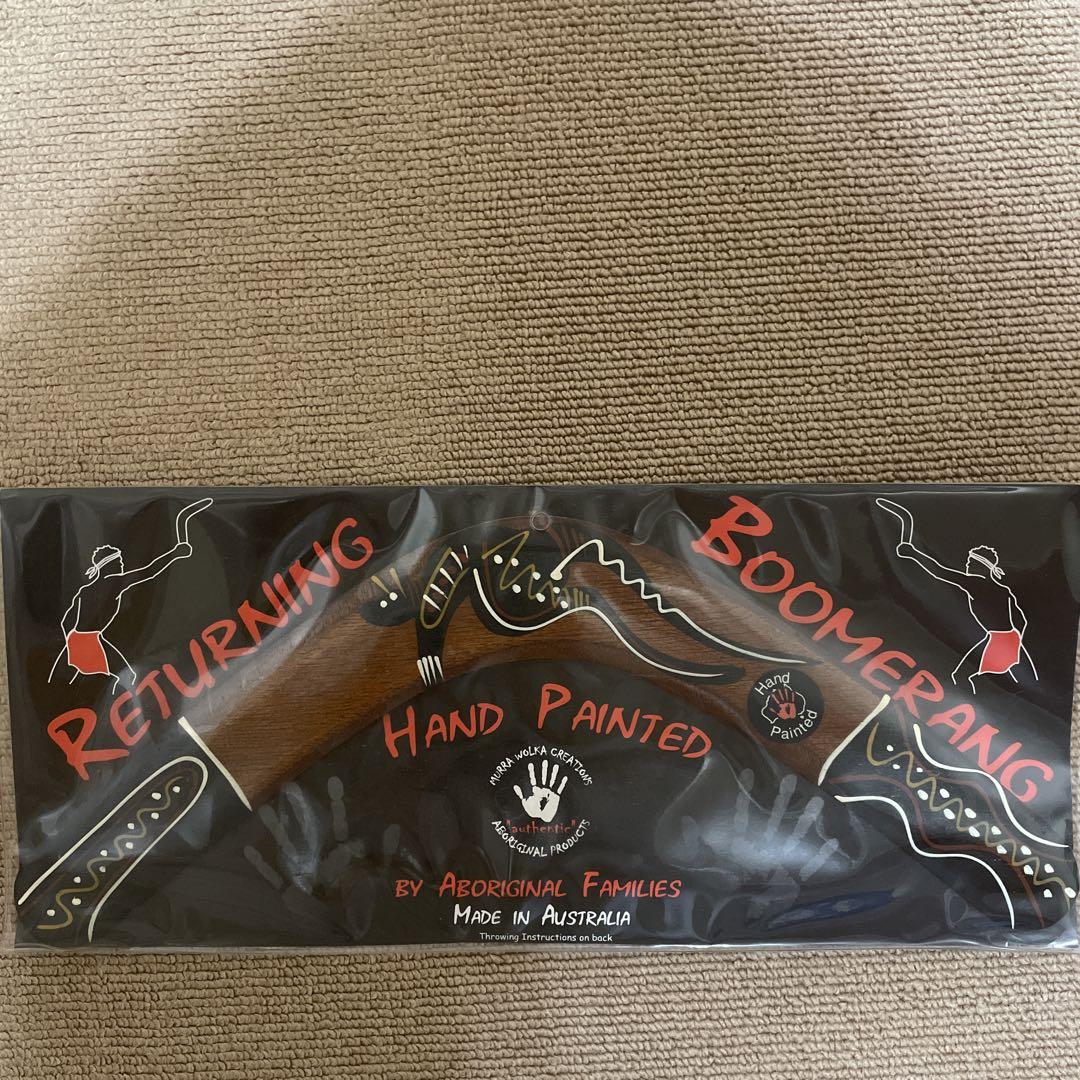 RETURNING
BOOMERANG
Hand
Painted
HAND PAINTED
MURRA WOLKA CREATIONS
"authentic"
ABORIGINAL PRODUCTS
BY ABORIGINAL FAMILIES
MADE IN AUSTRALIA
Throwing Instructions on back